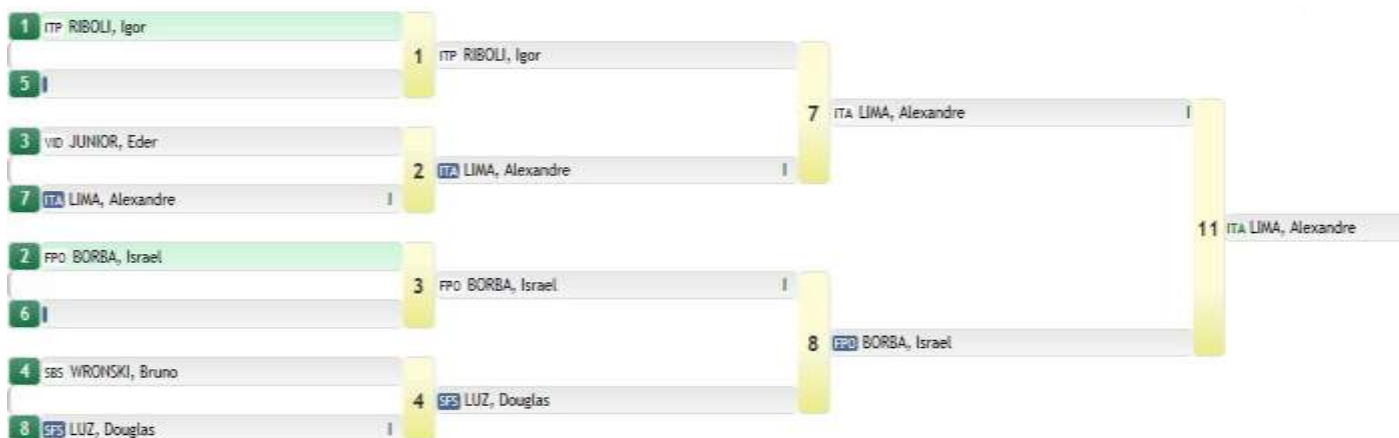 1 ITP RIBOLI, Igor
1 ITP RIBOLI, Igor
5
7 ITA LIMA, Alexandre I
3 VID JUNIOR, Eder
2 ITA LIMA, Alexandre I
7 ITA LIMA, Alexandre I
11 ITA LIMA, Alexandre
2 FPO BORBA, Israel
3 FPO BORBA, Israel I
6
8 FPO BORBA, Israel
4 SBS WRONSKI, Bruno
4 SFS LUZ, Douglas
8 SFS LUZ, Douglas I